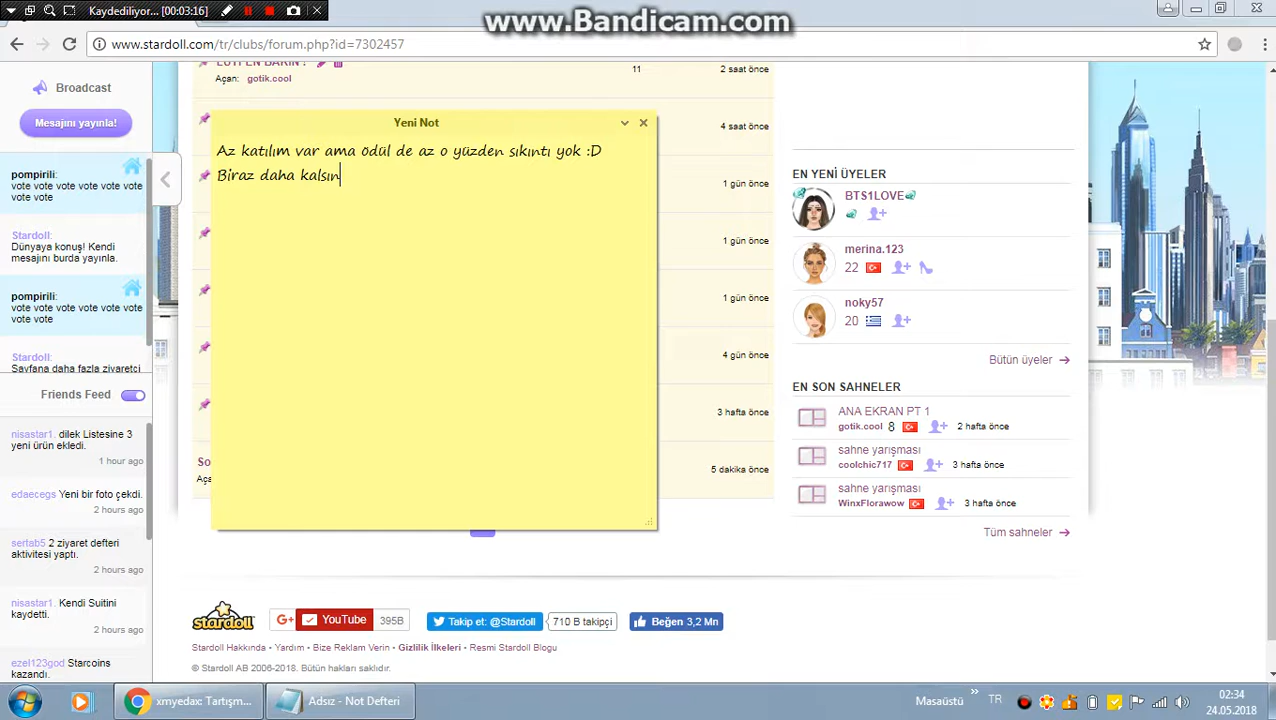 Kaydediliyor... (00:03:16)
www.Bandicam.com
www.stardoll.com/tr/clubs/forum.php?id=7302457
Broadcast
Mesajını yayınla!
pompirili:
vote vote vote vote vote vote
vote vote
Stardoll:
Dünyaya konuş! Kendi
mesajını burda yayınla.
pompirili:
vote vote vote vote vote vote
vote vote
Stardoll:
Sayfana daha fazla ziyaretçi
Friends Feed
nisastar1. dilek Listesine 3
yeni ürün ekledi.
1 hour ago
edaecegs Yeni bir foto çekdi.
2 hours ago
sertab5 2 ziyaret defteri
aktivitesi yaptı.
2 hours ago
nisastar1. Kendi Suitini
kaydetti.
2 hours ago
ezel123god Starcoins
kazandı.
LÜTFEN BAKIN !
Açan: gotik.cool
11
2 saat önce
4 saat önce
1 gün önce
1 gün önce
1 gün önce
4 gün önce
3 hafta önce
So
Aça
5 dakika önce
Yeni Not
Az katılım var ama ödül de az o yüzden sıkıntı yok :D
Biraz daha kalsın
EN YENİ ÜYELER
BTS1LOVE
merina.123
22
noky57
20
Bütün üyeler
EN SON SAHNELER
ANA EKRAN PT 1
gotik.cool 8 2 hafta önce
sahne yarışması
coolchic717 3 hafta önce
sahne yarışması
WinxFlorawow 3 hafta önce
Tüm sahneler
stardoll
G+
YouTube 395B
Takip et: @Stardoll 710 B takipçi
Beğen 3,2 Mn
Stardoll Hakkında • Yardım • Bize Reklam Verin • Gizlilik İlkeleri • Resmi Stardoll Blogu
© Stardoll AB 2006-2018. Bütün hakları saklıdır.
xmyedax: Tartışm...
Adsız - Not Defteri
Masaüstü
TR
02:34
24.05.2018